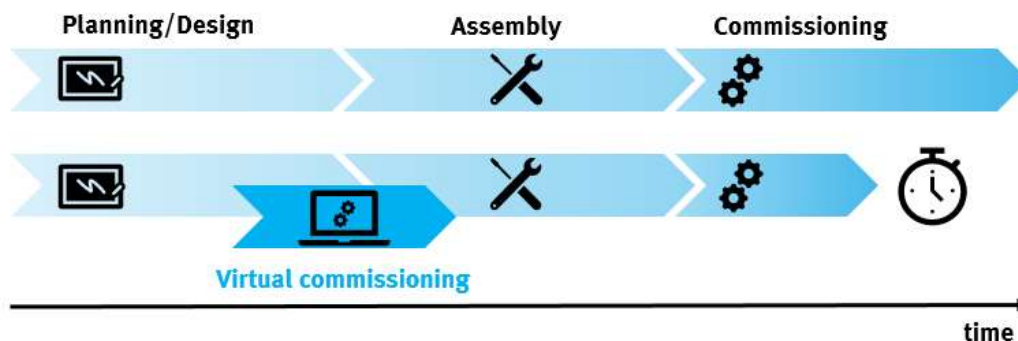 Planning/Design
Assembly
Commissioning
Virtual commissioning
time